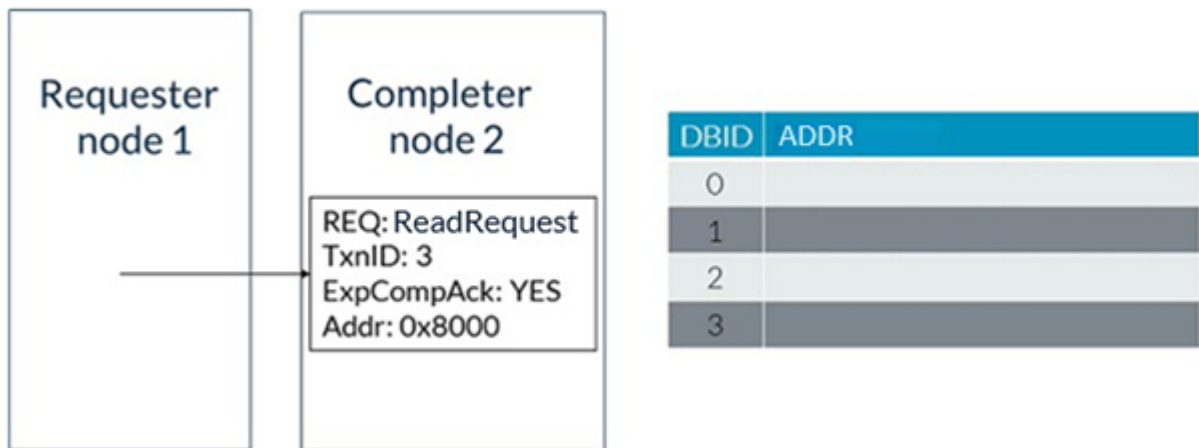 Requester
node 1
Completer
node 2
REQ: ReadRequest
TxnID: 3
ExpCompAck: YES
Addr: 0x8000
DBID ADDR
0
1
2
3